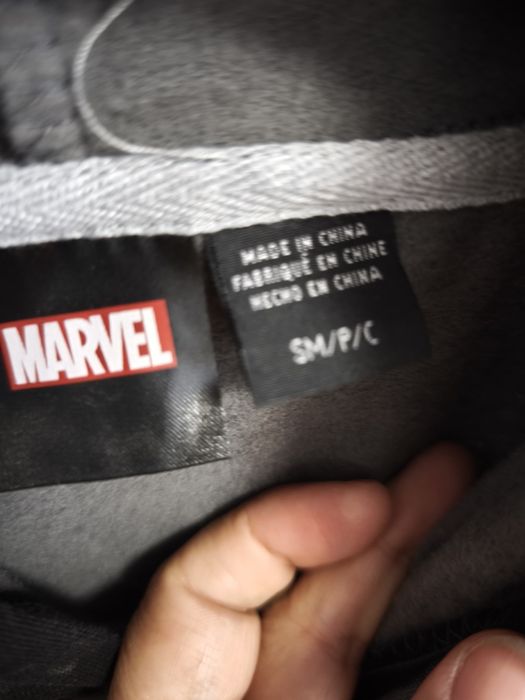 MARVEL
MADE IN CHINA
FABRIQUÉ EN CHINE
HECHO EN CHINA
SM/P/C